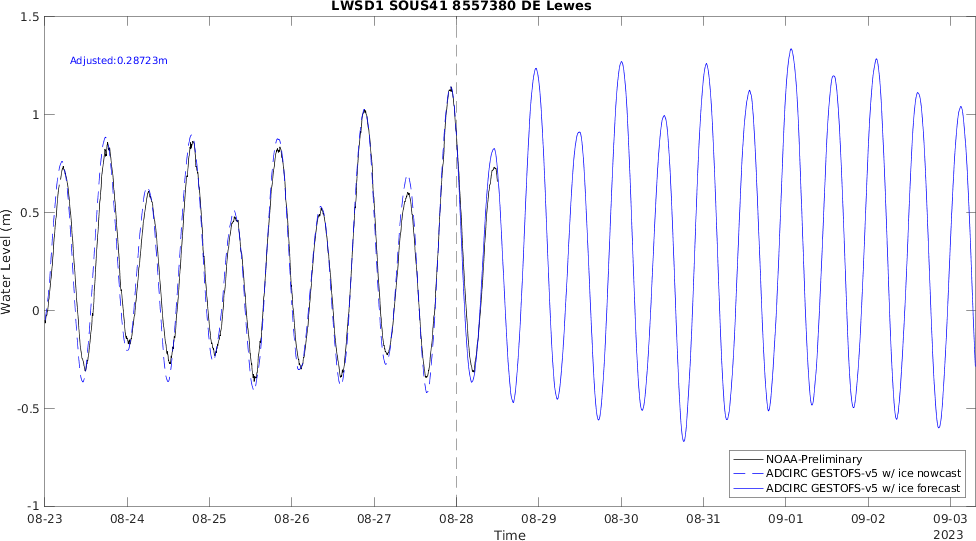 LWSD1 SOUS41 8557380 DE Lewes
1.5
Adjusted:0.28723m
1
0.5
0
-0.5
-1
Water Level (m)
NOAA-Preliminary
ADCIRC GESTOFS-v5 w/ ice nowcast
ADCIRC GESTOFS-v5 w/ ice forecast
08-23 08-24 08-25 08-26 08-27 08-28 08-29 08-30 08-31 09-01 09-02 09-03
Time 2023